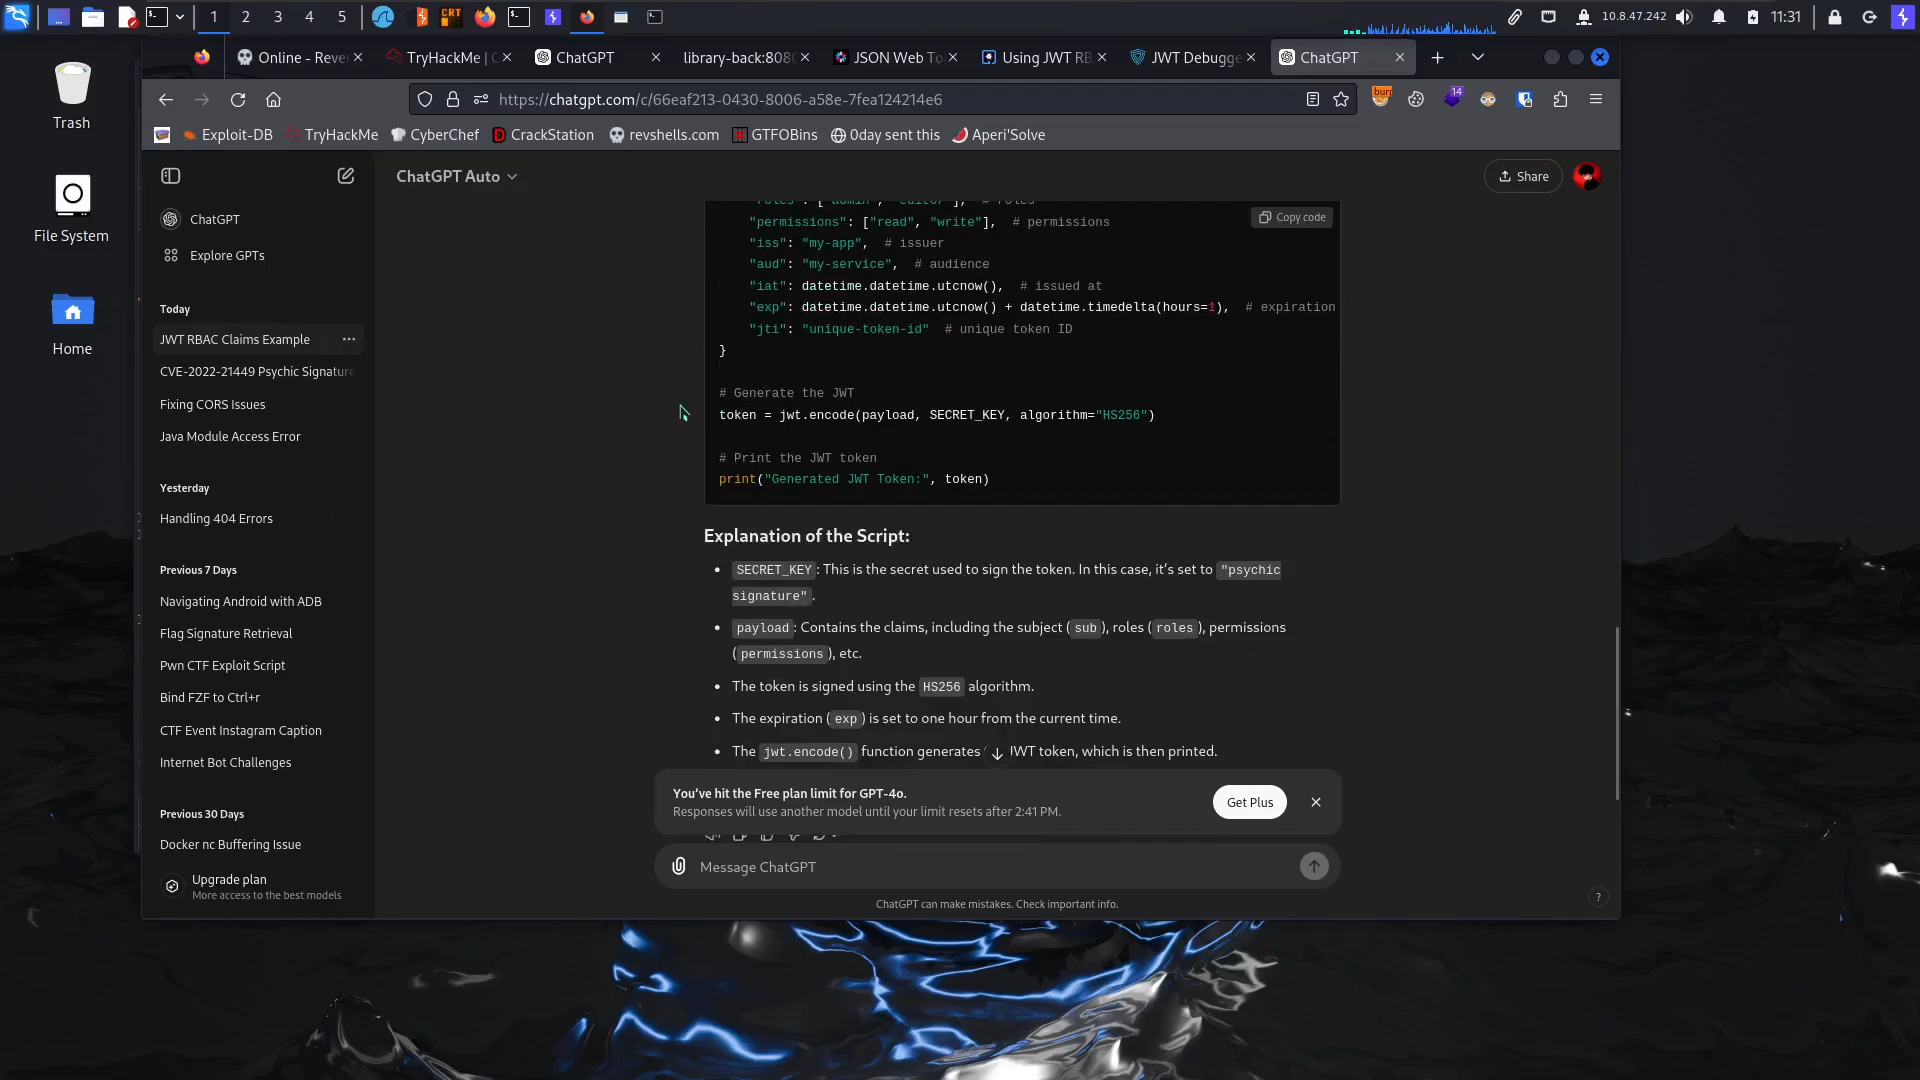 1 2 3 4 5 CRT 10.8.47.242 11:31
Online - Rever TryHackMe | C ChatGPT library-back:8080 JSON Web To Using JWT RB JWT Debugge ChatGPT
https://chatgpt.com/c/66eaf213-0430-8006-a58e-7fea124214e6 burp 14
Exploit-DB TryHackMe CyberChef CrackStation revshells.com GTFOBins 0day sent this Aperi'Solve
Trash
File System
Home
ChatGPT Auto
Share
ChatGPT
Explore GPTs
Today
JWT RBAC Claims Example
CVE-2022-21449 Psychic Signature
Fixing CORS Issues
Java Module Access Error
Yesterday
Handling 404 Errors
Previous 7 Days
Navigating Android with ADB
Flag Signature Retrieval
Pwn CTF Exploit Script
Bind FZF to Ctrl+r
CTF Event Instagram Caption
Internet Bot Challenges
Previous 30 Days
Docker nc Buffering Issue
Upgrade plan
More access to the best models
"roles": ["admin", "editor"], # roles
Copy code
"permissions": ["read", "write"], # permissions
"iss": "my-app", # issuer
"aud": "my-service", # audience
"iat": datetime.datetime.utcnow(), # issued at
"exp": datetime.datetime.utcnow() + datetime.timedelta(hours=1), # expiration
"jti": "unique-token-id" # unique token ID
}
# Generate the JWT
token = jwt.encode(payload, SECRET_KEY, algorithm="HS256")
# Print the JWT token
print("Generated JWT Token:", token)
Explanation of the Script:
• SECRET_KEY: This is the secret used to sign the token. In this case, it's set to "psychic
signature".
• payload: Contains the claims, including the subject (sub), roles (roles), permissions
(permissions), etc.
• The token is signed using the HS256 algorithm.
• The expiration (exp) is set to one hour from the current time.
• The jwt.encode() function generates JWT token, which is then printed.
You've hit the Free plan limit for GPT-4o.
Responses will use another model until your limit resets after 2:41 PM.
Get Plus
Message ChatGPT
ChatGPT can make mistakes. Check important info.
?